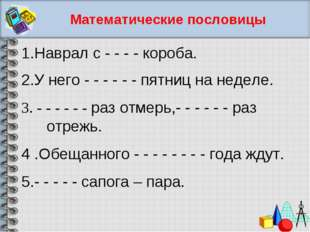 Математические пословицы
1.Наврал с - - - - короба.
2.У него - - - - - - пятниц на неделе.
3. - - - - - - раз отмерь,- - - - - - раз
отрежь.
4 .Обещанного - - - - - - - - года ждут.
5.- - - - - сапога – пара.